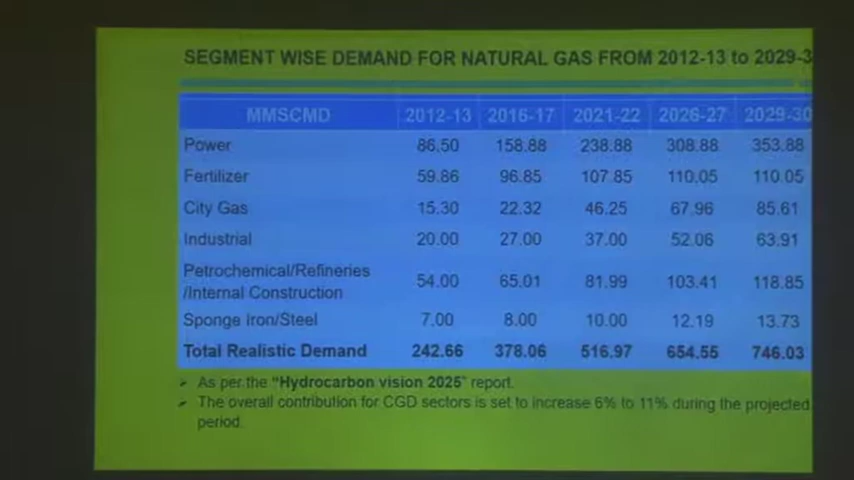 SEGMENT WISE DEMAND FOR NATURAL GAS FROM 2012-13 to 2029-3
MMSCMD 2012-13 2016-17 2021-22 2026-27 2029-30
Power 86.50 158.88 238.88 308.88 353.88
Fertilizer 59.86 96.85 107.85 110.05 110.05
City Gas 15.30 22.32 46.25 67.96 85.61
Industrial 20.00 27.00 37.00 52.06 63.91
Petrochemical/Refineries
/Internal Construction 54.00 65.01 81.99 103.41 118.85
Sponge Iron/Steel 7.00 8.00 10.00 12.19 13.73
Total Realistic Demand 242.66 378.06 516.97 654.55 746.03
➢ As per the “Hydrocarbon vision 2025” report.
➢ The overall contribution for CGD sectors is set to increase 6% to 11% during the projected
period.